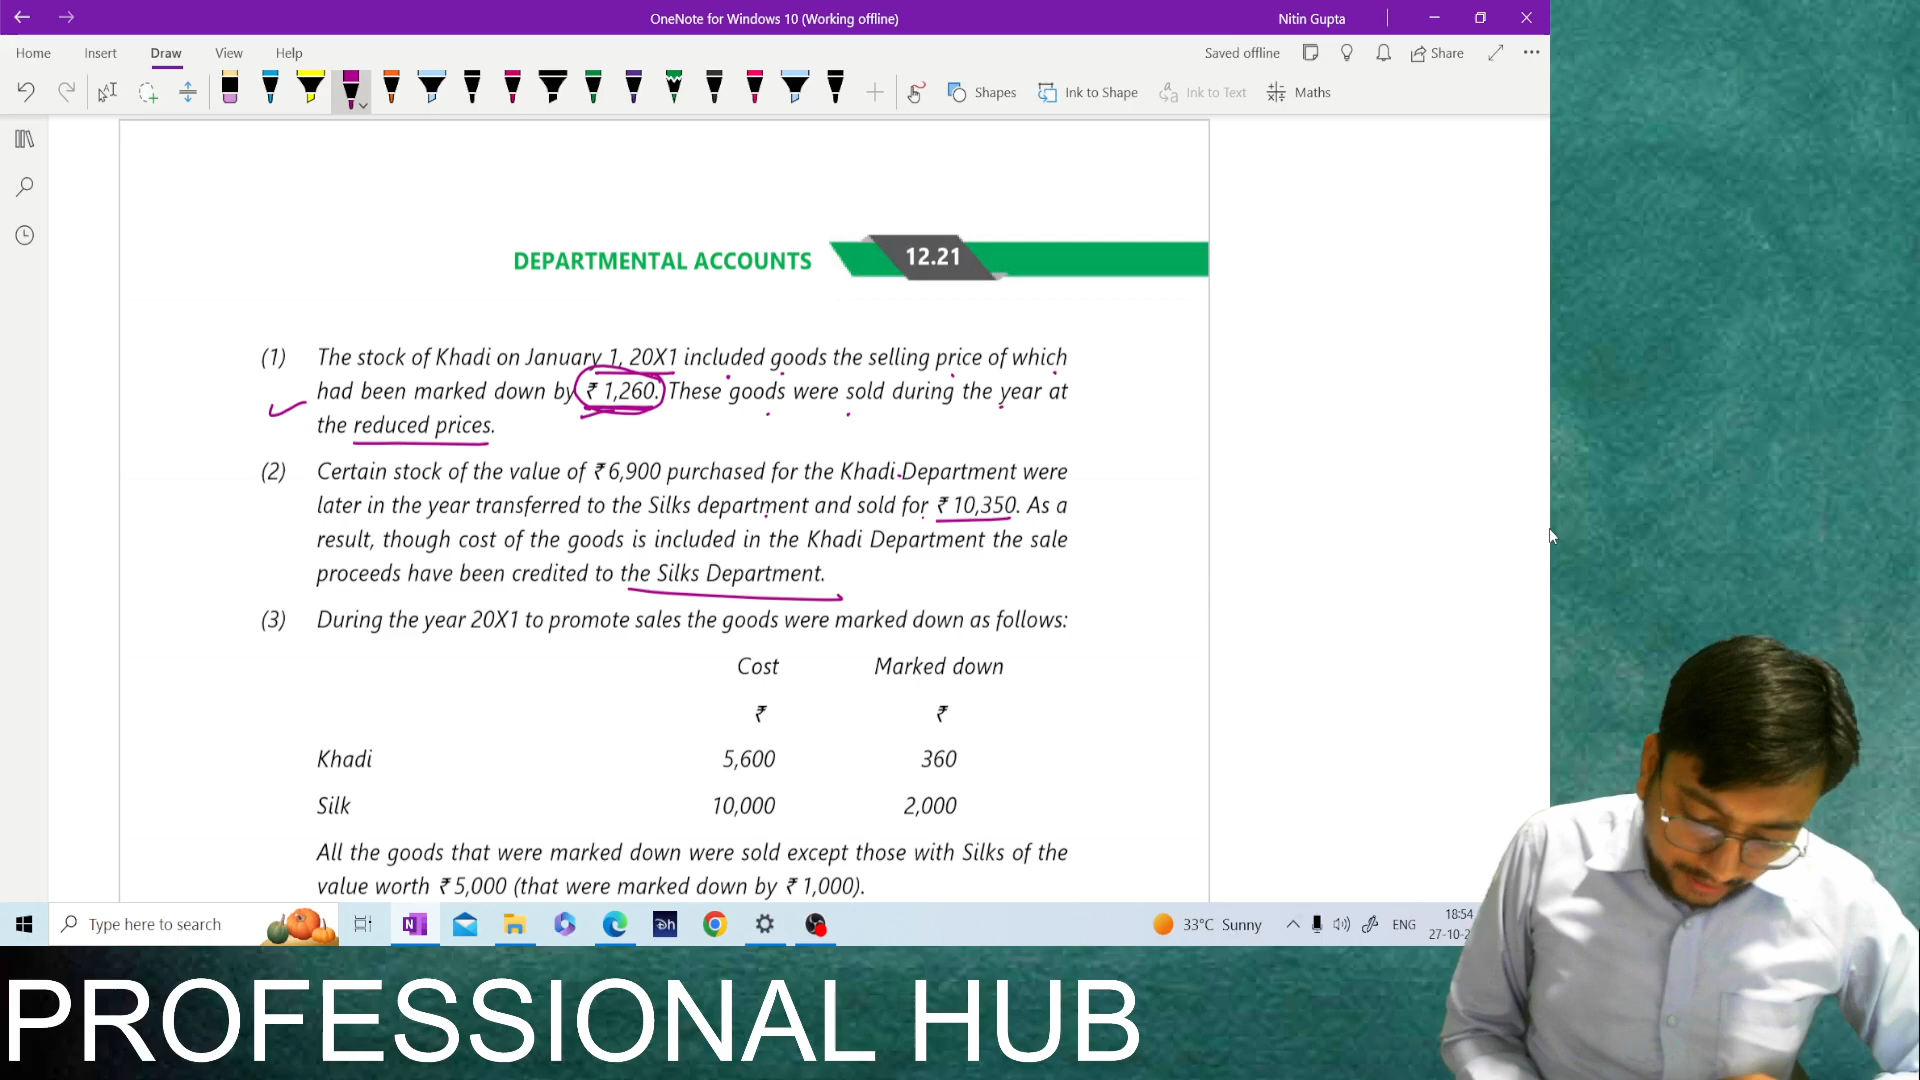 OneNote for Windows 10 (Working offline)
Nitin Gupta
Home Insert Draw View Help
Saved offline
Share
Shapes
Ink to Shape
Ink to Text
Maths
DEPARTMENTAL ACCOUNTS 12.21
(1) The stock of Khadi on January 1, 20X1 included goods the selling price of which
had been marked down by ₹ 1,260. These goods were sold during the year at
the reduced prices.
(2) Certain stock of the value of ₹ 6,900 purchased for the Khadi Department were
later in the year transferred to the Silks department and sold for ₹ 10,350. As a
result, though cost of the goods is included in the Khadi Department the sale
proceeds have been credited to the Silks Department.
(3) During the year 20X1 to promote sales the goods were marked down as follows:
Cost Marked down
₹ ₹
Khadi 5,600 360
Silk 10,000 2,000
All the goods that were marked down were sold except those with Silks of the
value worth ₹ 5,000 (that were marked down by ₹ 1,000).
Type here to search
33°C Sunny
ENG
18:54
27-10-2
PROFESSIONAL HUB